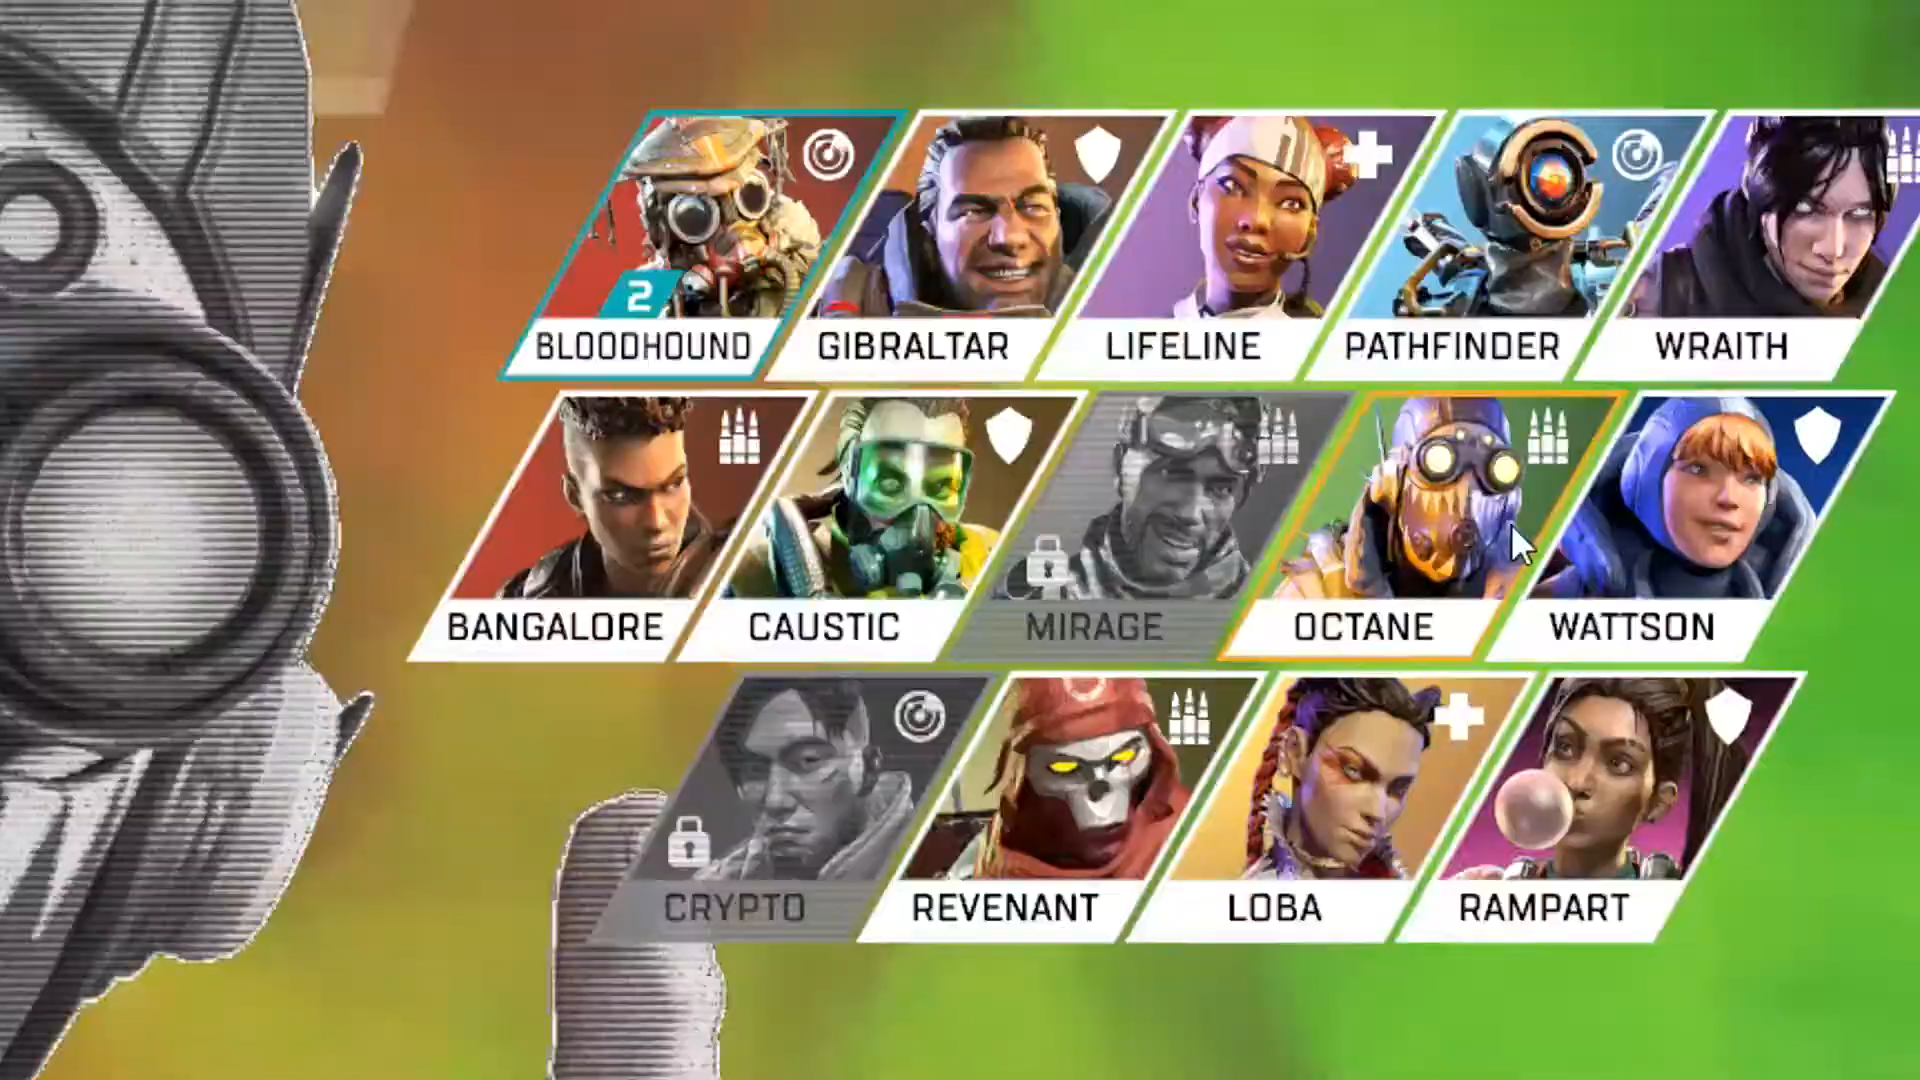 2
BLOODHOUND
GIBRALTAR
LIFELINE
PATHFINDER
WRAITH
BANGALORE
CAUSTIC
MIRAGE
OCTANE
WATTSON
CRYPTO
REVENANT
LOBA
RAMPART